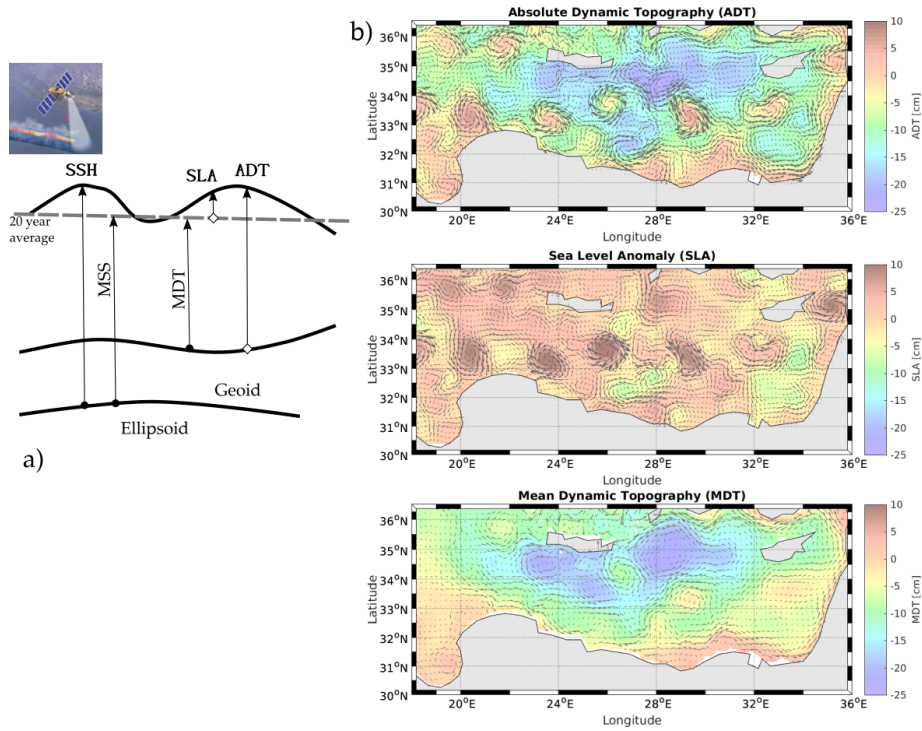 SSH
SLA
ADT
20 year
average
MSS
MDT
Geoid
Ellipsoid
a)
b)
Absolute Dynamic Topography (ADT)
36°N
35°N
34°N
33°N
32°N
31°N
30°N
Latitude
20°E
24°E
28°E
32°E
36°E
Longitude
10
5
0
-5
-10
-15
-20
-25
ADT [cm]
Sea Level Anomaly (SLA)
36°N
35°N
34°N
33°N
32°N
31°N
30°N
Latitude
20°E
24°E
28°E
32°E
36°E
Longitude
10
5
0
-5
-10
-15
-20
-25
SLA [cm]
Mean Dynamic Topography (MDT)
36°N
35°N
34°N
33°N
32°N
31°N
30°N
Latitude
20°E
24°E
28°E
32°E
36°E
Longitude
10
5
0
-5
-10
-15
-20
-25
MDT [cm]